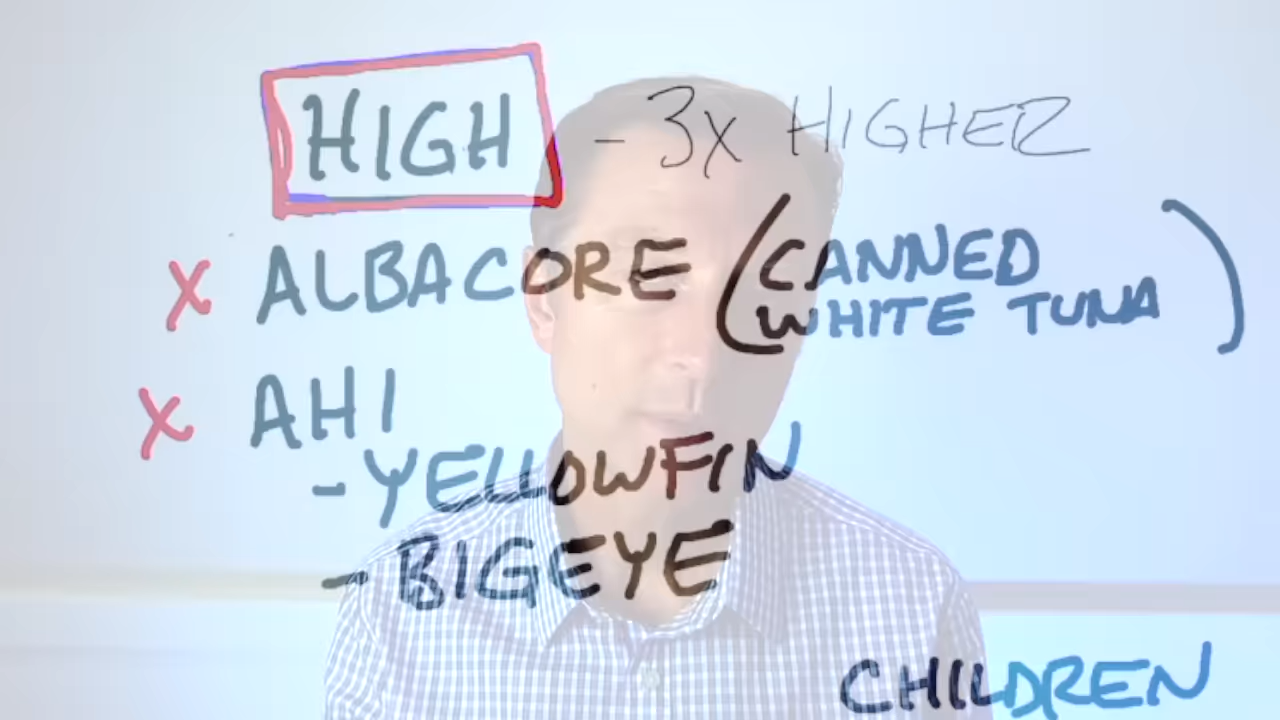 HIGH - 3X HIGHER
X ALBACORE (CANNED
WHITE TUNA)
X AHI
- YELLOWFIN
- BIGEYE
CHILDREN